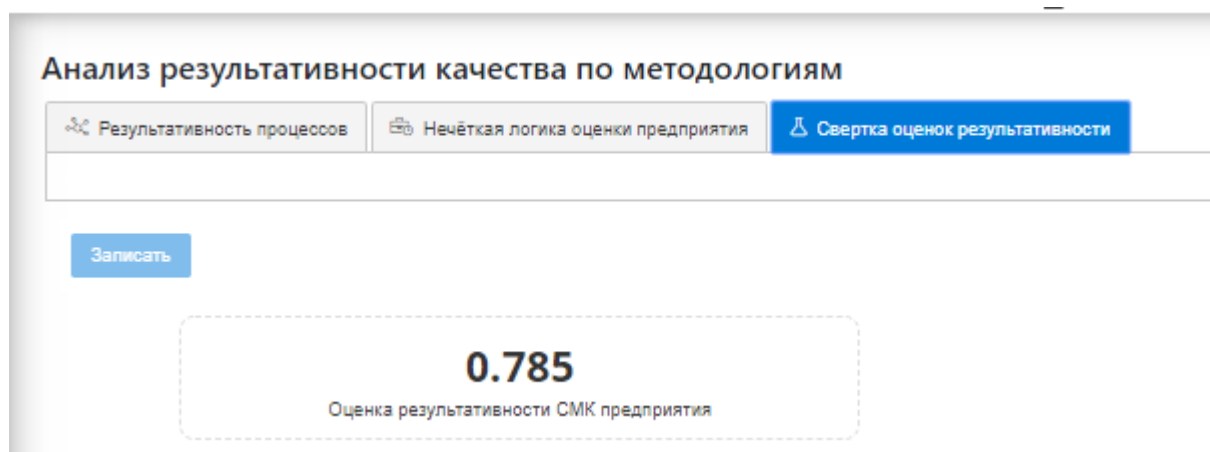 Анализ результативности качества по методологиям
Результативность процессов Нечёткая логика оценки предприятия Свертка оценок результативности
Записать
0.785
Оценка результативности СМК предприятия